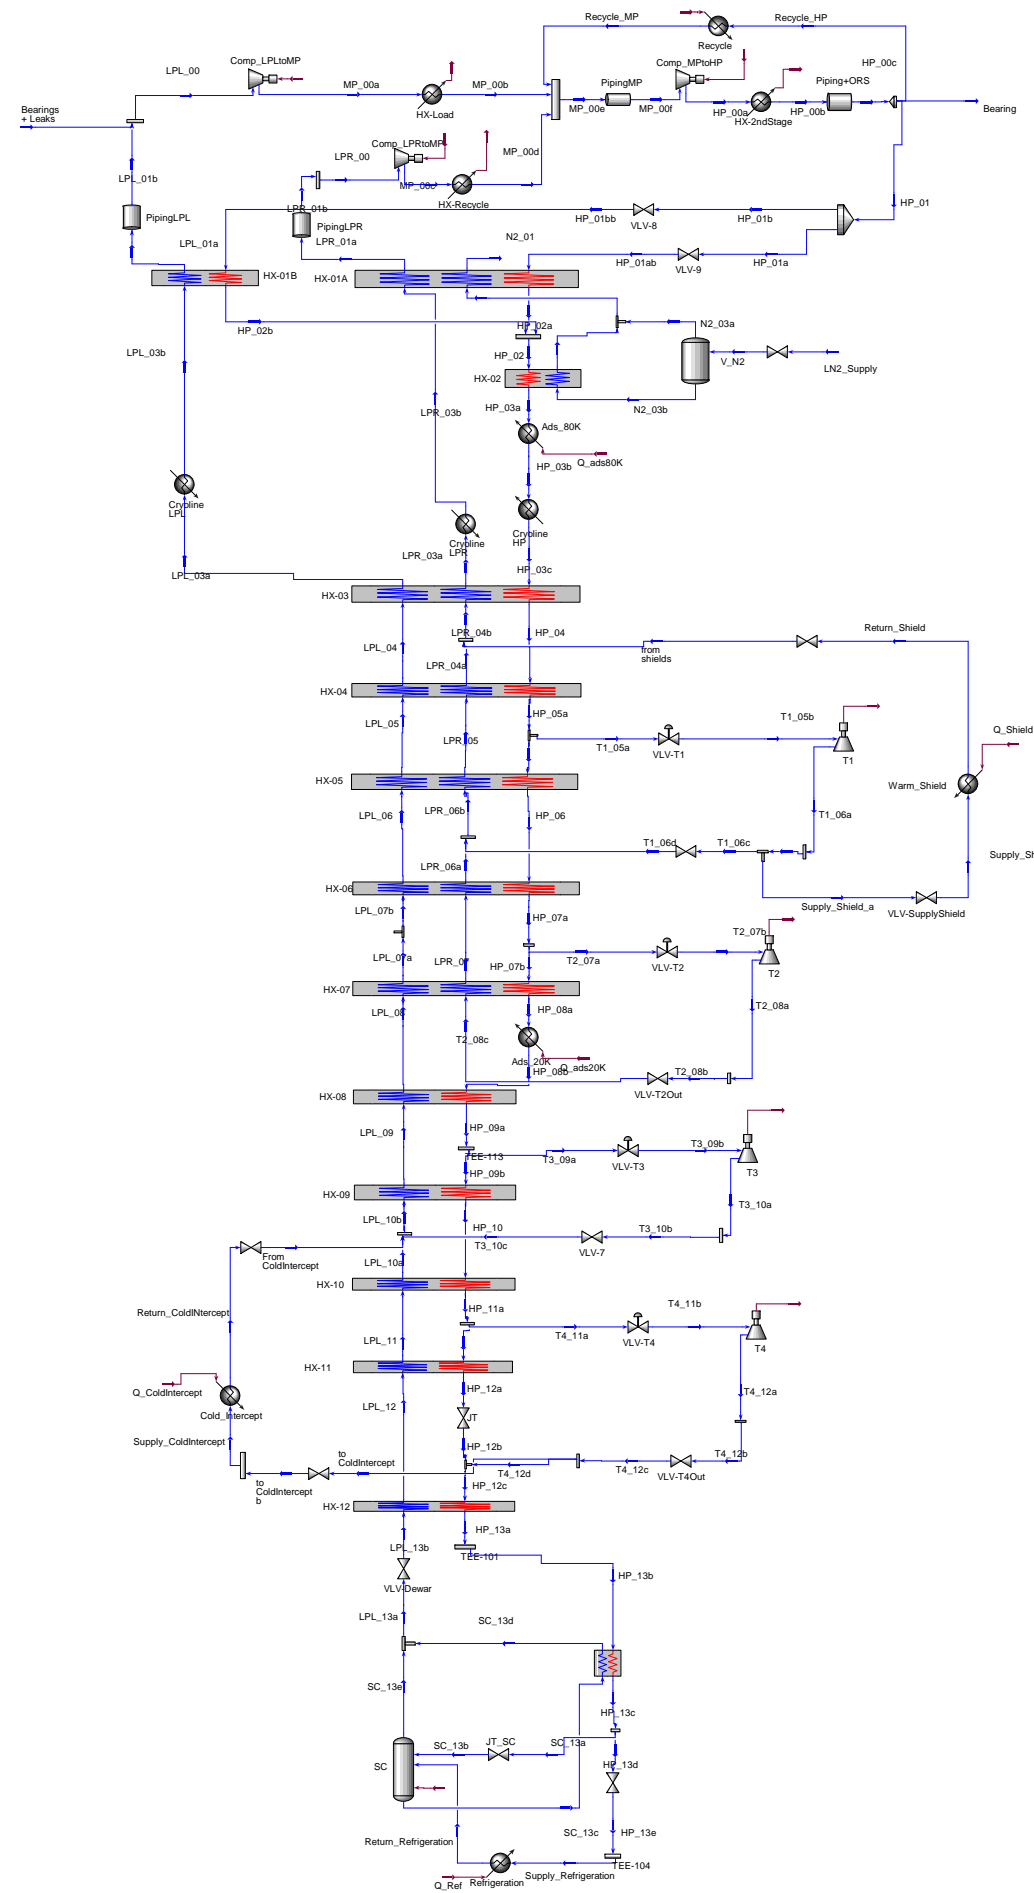 Recycle_MP
Recycle_HP
Recycle
LPL_00
Comp_LPLtoMP
Comp_MPtoHP
HP_00c
MP_00a
MP_00b
PipingMP
Piping+ORS
Bearings
+ Leaks
HX-Load
MP_00e
MP_00f
HP_00a
HX-2ndStage
HP_00b
Bearing
LPR_00
Comp_LPRtoMP
MP_00d
MP_00c
HX-Recycle
LPL_01b
LPR_01b
PipingLPL
PipingLPR
HP_01bb
VLV-8
HP_01b
HP_01
LPL_01a
LPR_01a
N2_01
HX-01B
HX-01A
HP_01ab
VLV-9
HP_01a
HP_02b
HP_02a
N2_03a
LPL_03b
HP_02
V_N2
LN2_Supply
HX-02
LPR_03b
HP_03a
N2_03b
Ads_80K
Q_ads80K
HP_03b
Cryoline
LPL
Cryoline
LPR
Cryoline
HP
LPL_03a
LPR_03a
HP_03c
HX-03
LPL_04
LPR_04b
HP_04
Return_Shield
from
shields
LPR_04a
HX-04
LPL_05
LPR_05
HP_05a
T1_05a
VLV-T1
T1_05b
T1
Q_Shield
HX-05
Warm_Shield
LPL_06
LPR_06b
HP_06
T1_06a
T1_06d
T1_06c
Supply_Sh
LPR_06a
HX-06
Supply_Shield_a
VLV-SupplyShield
LPL_07b
HP_07a
T2_07b
LPL_07a
HP_07b
T2_07a
VLV-T2
T2
HX-07
LPL_08
HP_08a
T2_08a
T2_08c
Ads_20K
Q_ads20K
HP_08b
T2_08b
VLV-T2Out
HX-08
LPL_09
HP_09a
TEE-113
T3_09a
VLV-T3
T3_09b
T3
HP_09b
HX-09
LPL_10b
HP_10
T3_10a
T3_10c
VLV-7
T3_10b
From
ColdIntercept
LPL_10a
HX-10
Return_ColdINtercept
LPL_11
HP_11a
T4_11a
VLV-T4
T4_11b
T4
HX-11
Q_ColdIntercept
Cold_Intercept
LPL_12
HP_12a
T4_12a
JT
Supply_ColdIntercept
to
ColdIntercept
HP_12b
T4_12d
T4_12c
VLV-T4Out
T4_12b
to
ColdIntercept
b
HP_12c
HX-12
HP_13a
LPL_13b
TEE-101
HP_13b
VLV-Dewar
LPL_13a
SC_13d
SC_13e
HP_13c
SC_13b
JT_SC
SC_13a
SC
HP_13d
SC_13c
HP_13e
Return_Refrigeration
TEE-104
Supply_Refrigeration
Q_Ref
Refrigeration